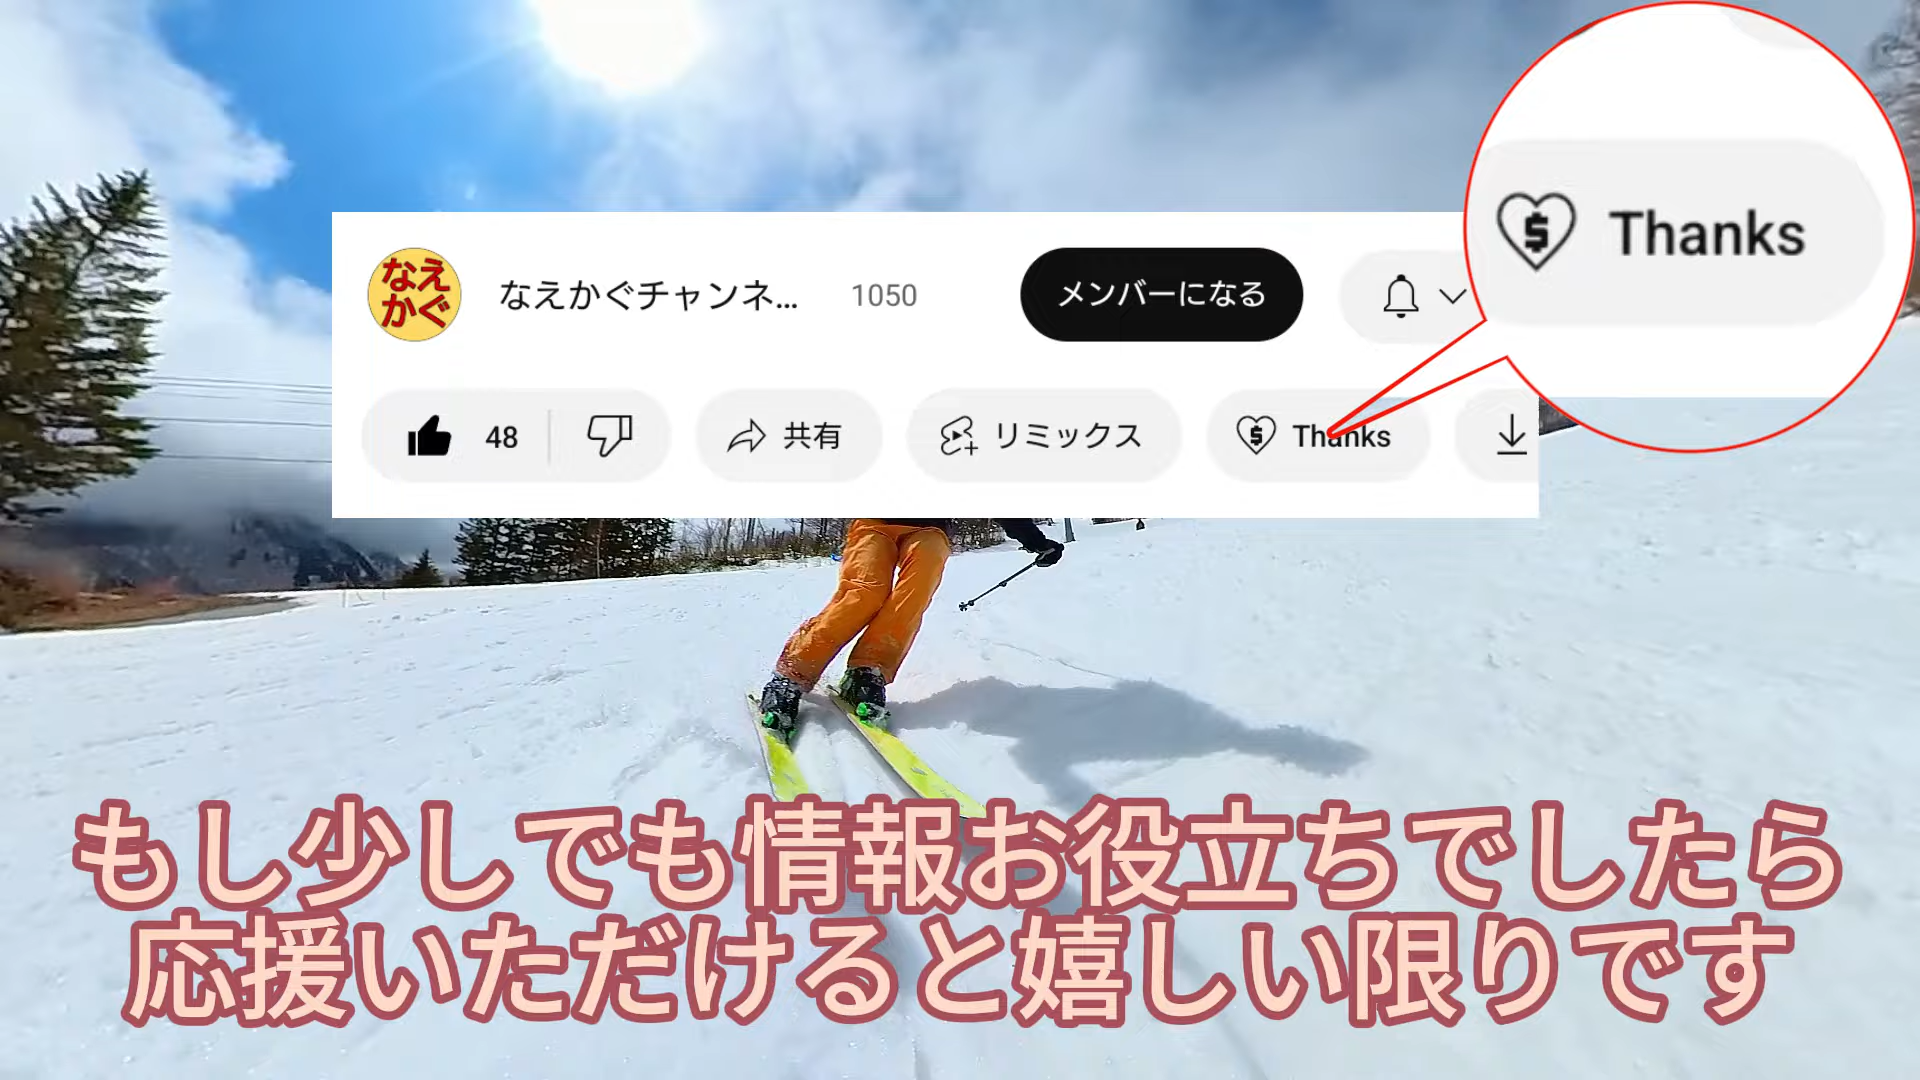 $ Thanks
なえ
かぐ
なえかぐチャンネ... 1050 メンバーになる
48 共有 リミックス $ Thanks
もし少しでも情報お役立ちでしたら
応援いただけると嬉しい限りです